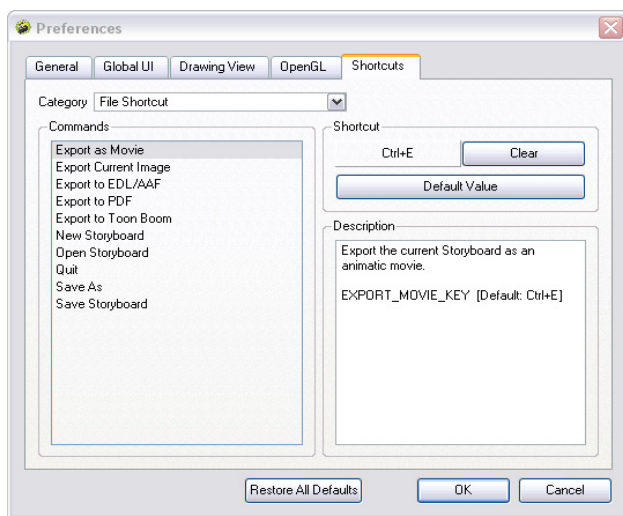 Preferences
General Global UI Drawing View OpenGL Shortcuts
Category File Shortcut
Commands
Export as Movie
Export Current Image
Export to EDL/AAF
Export to PDF
Export to Toon Boom
New Storyboard
Open Storyboard
Quit
Save As
Save Storyboard
Shortcut
Ctrl+E Clear
Default Value
Description
Export the current Storyboard as an
animatic movie.
EXPORT_MOVIE_KEY [Default: Ctrl+E]
Restore All Defaults OK Cancel